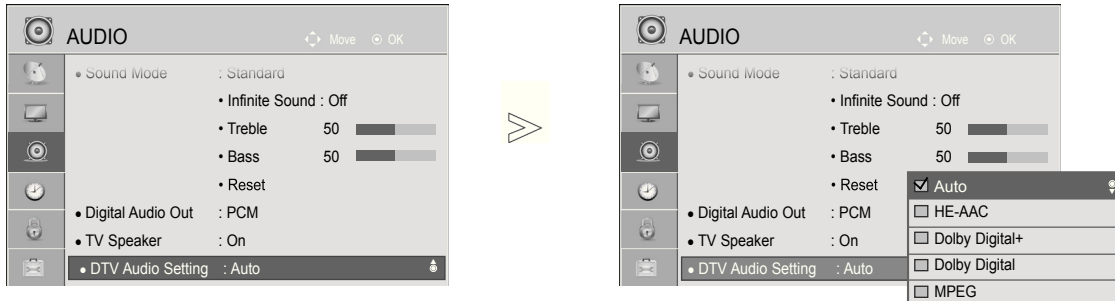 AUDIO
Move OK
• Sound Mode : Standard
• Infinite Sound : Off
• Treble 50
• Bass 50
• Reset
• Digital Audio Out : PCM
• TV Speaker : On
• DTV Audio Setting : Auto
AUDIO
Move OK
• Sound Mode : Standard
• Infinite Sound : Off
• Treble 50
• Bass 50
• Reset
• Digital Audio Out : PCM
• TV Speaker : On
• DTV Audio Setting : Auto
Auto
HE-AAC
Dolby Digital+
Dolby Digital
MPEG